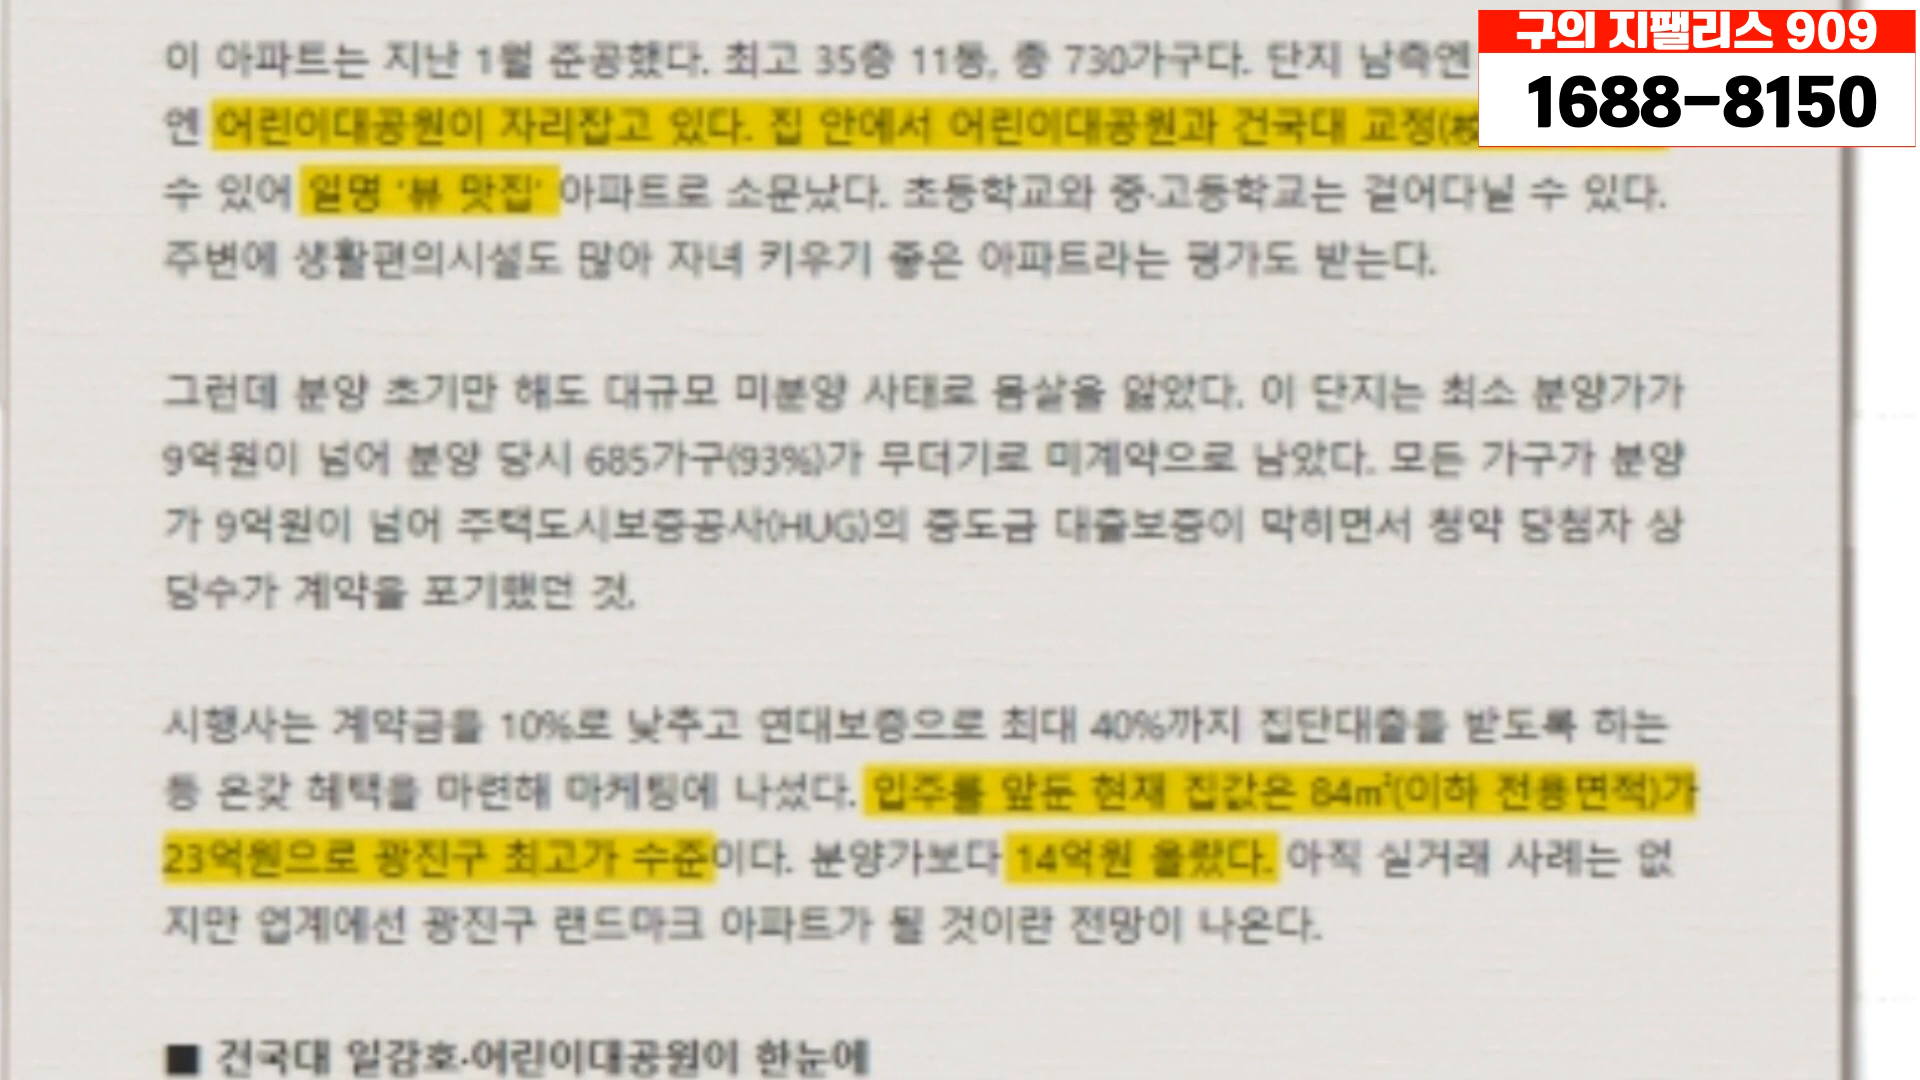 구의 지팰리스 909
1688-8150
이 아파트는 지난 1월 준공했다. 최고 35층 11동, 총 730가구다. 단지 남측엔
엔 어린이대공원이 자리잡고 있다. 집 안에서 어린이대공원과 건국대 교정(校
수 있어 일명 '뷰 맛집' 아파트로 소문났다. 초등학교와 중·고등학교는 걸어다닐 수 있다.
주변에 생활편의시설도 많아 자녀 키우기 좋은 아파트라는 평가도 받는다.
그런데 분양 초기만 해도 대규모 미분양 사태로 몸살을 앓았다. 이 단지는 최소 분양가가
9억원이 넘어 분양 당시 685가구(93%)가 무더기로 미계약으로 남았다. 모든 가구가 분양
가 9억원이 넘어 주택도시보증공사(HUG)의 중도금 대출보증이 막히면서 청약 당첨자 상
당수가 계약을 포기했던 것.
시행사는 계약금을 10%로 낮추고 연대보증으로 최대 40%까지 집단대출을 받도록 하는
등 온갖 혜택을 마련해 마케팅에 나섰다. 입주를 앞둔 현재 집값은 84㎡(이하 전용면적)가
23억원으로 광진구 최고가 수준이다. 분양가보다 14억원 올랐다. 아직 실거래 사례는 없
지만 업계에선 광진구 랜드마크 아파트가 될 것이란 전망이 나온다.
■ 건국대 일감호·어린이대공원이 한눈에